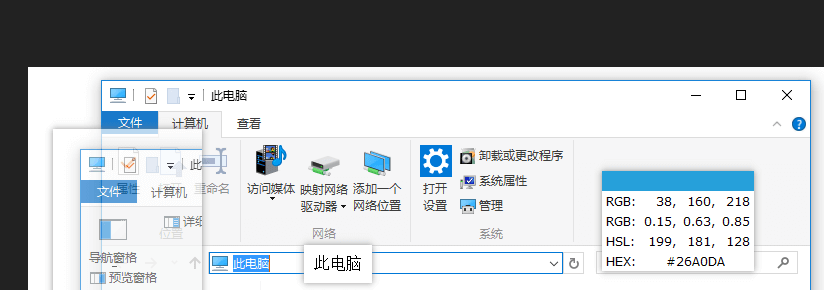 此电脑
文件 计算机 查看
属性 重命名
访问媒体
映射网络
驱动器
添加一个
网络位置
打开
设置
卸载或更改程序
系统属性
管理
位置 网络 系统
此
文件 计算机
详细
导航窗格
预览窗格
此电脑
此电脑
RGB: 38, 160, 218
RGB: 0.15, 0.63, 0.85
HSL: 199, 181, 128
HEX: #26A0DA